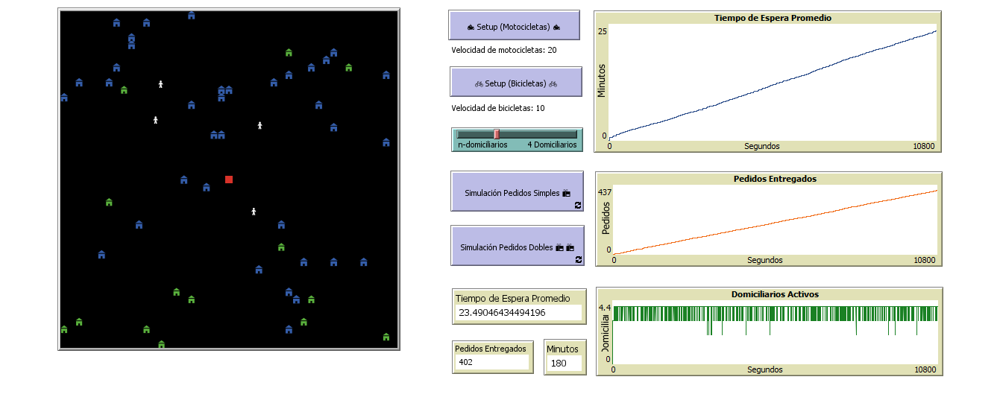 Setup (Motocicletas)
Velocidad de motocicletas: 20
Setup (Bicicletas)
Velocidad de bicicletas: 10
n-domiciliarios 4 Domiciliarios
Simulación Pedidos Simples
Simulación Pedidos Dobles
Tiempo de Espera Promedio
23.49046434494196
Pedidos Entregados
402
Minutos
180
Tiempo de Espera Promedio
25
Minutos
0
0
Segundos
10800
Pedidos Entregados
437
Pedidos
0
0
Segundos
10800
Domiciliarios Activos
4.4
0
0
Segundos
10800